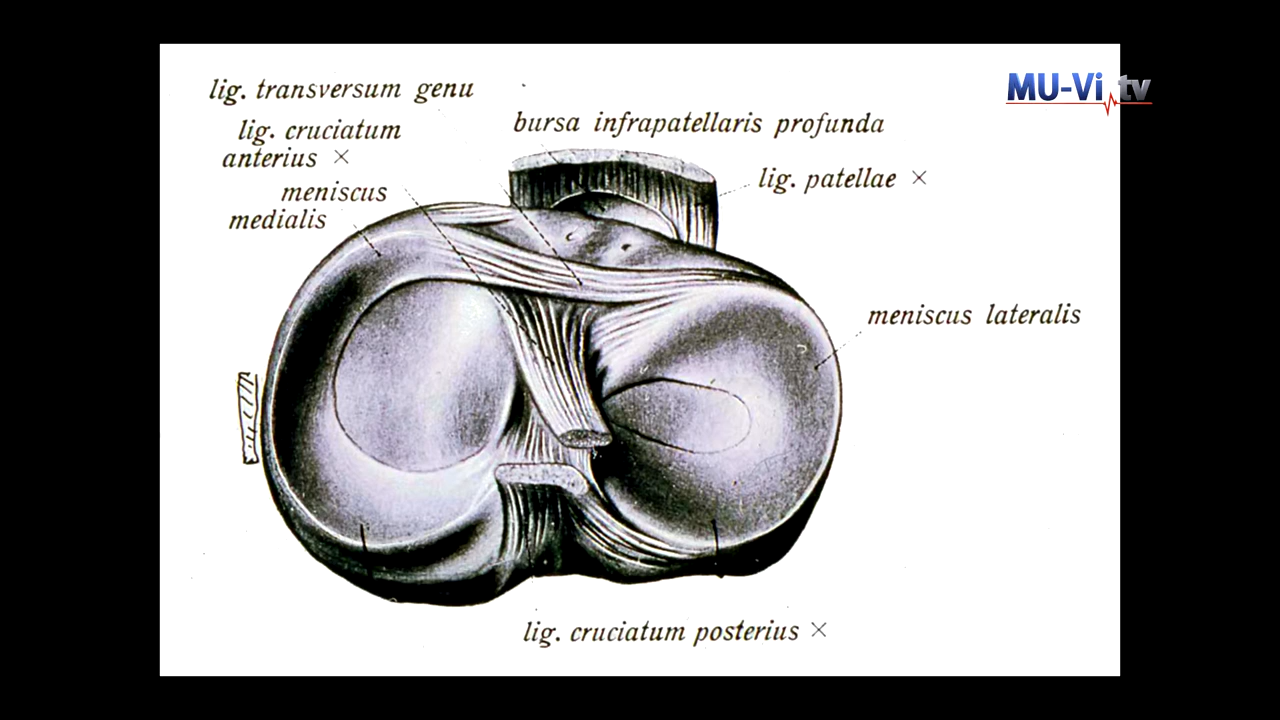 lig. transversum genu
lig. cruciatum
anterius ×
meniscus
medialis
bursa infrapatellaris profunda
lig. patellae ×
meniscus lateralis
lig. cruciatum posterius ×
MU-Vi tv